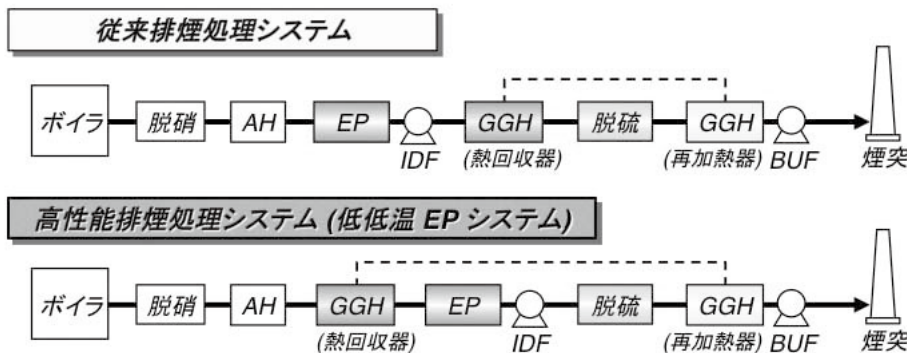 従来排煙処理システム
ボイラ 脱硝 AH EP IDF GGH 脱硫 GGH BUF 煙突
(熱回収器) (再加熱器)
高性能排煙処理システム (低低温 EP システム)
ボイラ 脱硝 AH GGH EP IDF 脱硫 GGH BUF 煙突
(熱回収器) (再加熱器)